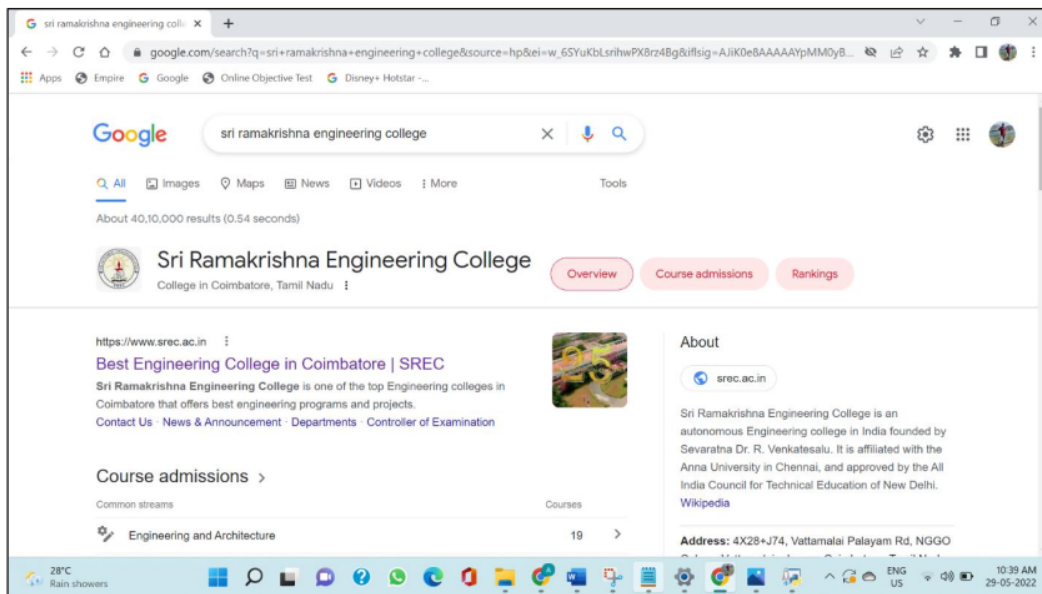 sri ramakrishna engineering colle
google.com/search?q=sri+ramakrishna+engineering+college&source=hp&ei=w_6SYuKbLsrihwPX8rz4Bg&iflsig=AJiK0e8AAAAAYpMM0yB...
Apps Empire Google Online Objective Test Disney+ Hotstar -...
Google sri ramakrishna engineering college
All Images Maps News Videos More Tools
About 40,10,000 results (0.54 seconds)
Sri Ramakrishna Engineering College
College in Coimbatore, Tamil Nadu
Overview Course admissions Rankings
https://www.srec.ac.in
Best Engineering College in Coimbatore | SREC
Sri Ramakrishna Engineering College is one of the top Engineering colleges in
Coimbatore that offers best engineering programs and projects.
Contact Us · News & Announcement · Departments · Controller of Examination
25
Course admissions >
Common streams Courses
Engineering and Architecture 19 >
About
srec.ac.in
Sri Ramakrishna Engineering College is an
autonomous Engineering college in India founded by
Sevaratna Dr. R. Venkatesalu. It is affiliated with the
Anna University in Chennai, and approved by the All
India Council for Technical Education of New Delhi.
Wikipedia
Address: 4X28+J74, Vattamalai Palayam Rd, NGGO
28°C
Rain showers
ENG
US
10:39 AM
29-05-2022